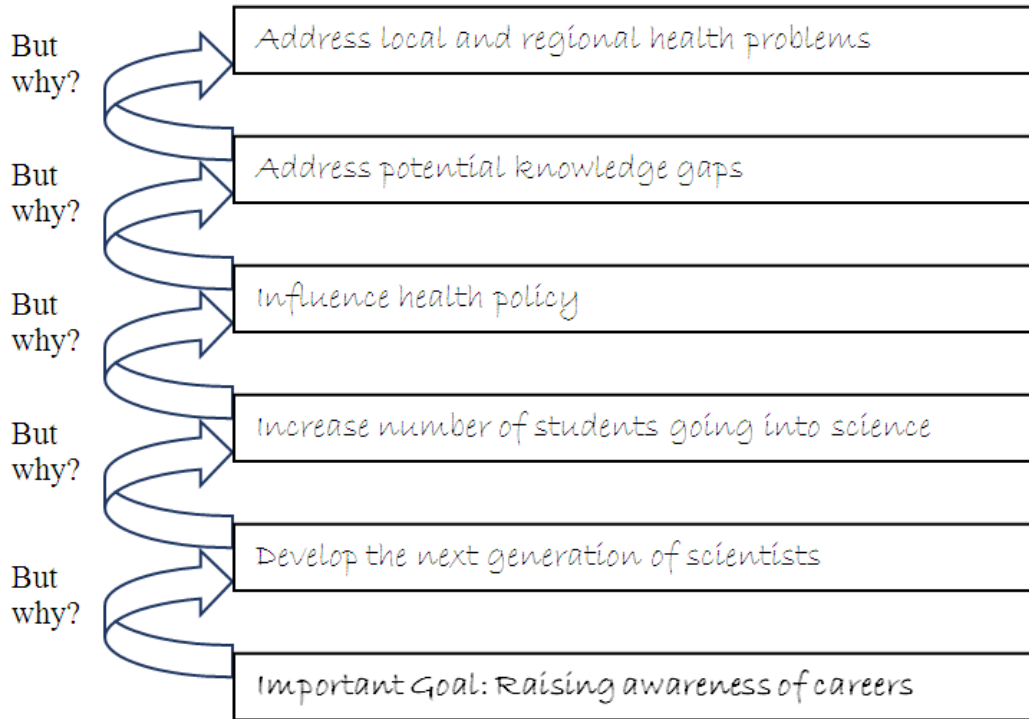 But
why?
Address local and regional health problems
But
why?
Address potential knowledge gaps
But
why?
Influence health policy
But
why?
Increase number of students going into science
But
why?
Develop the next generation of scientists
Important Goal: Raising awareness of careers